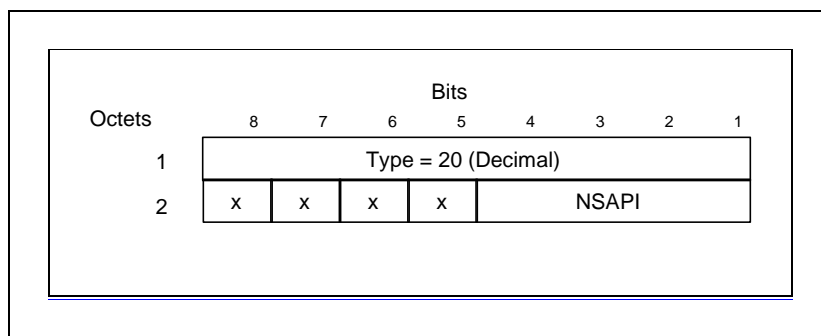 Bits
Octets 8 7 6 5 4 3 2 1
1 Type = 20 (Decimal)
2 x x x x NSAPI